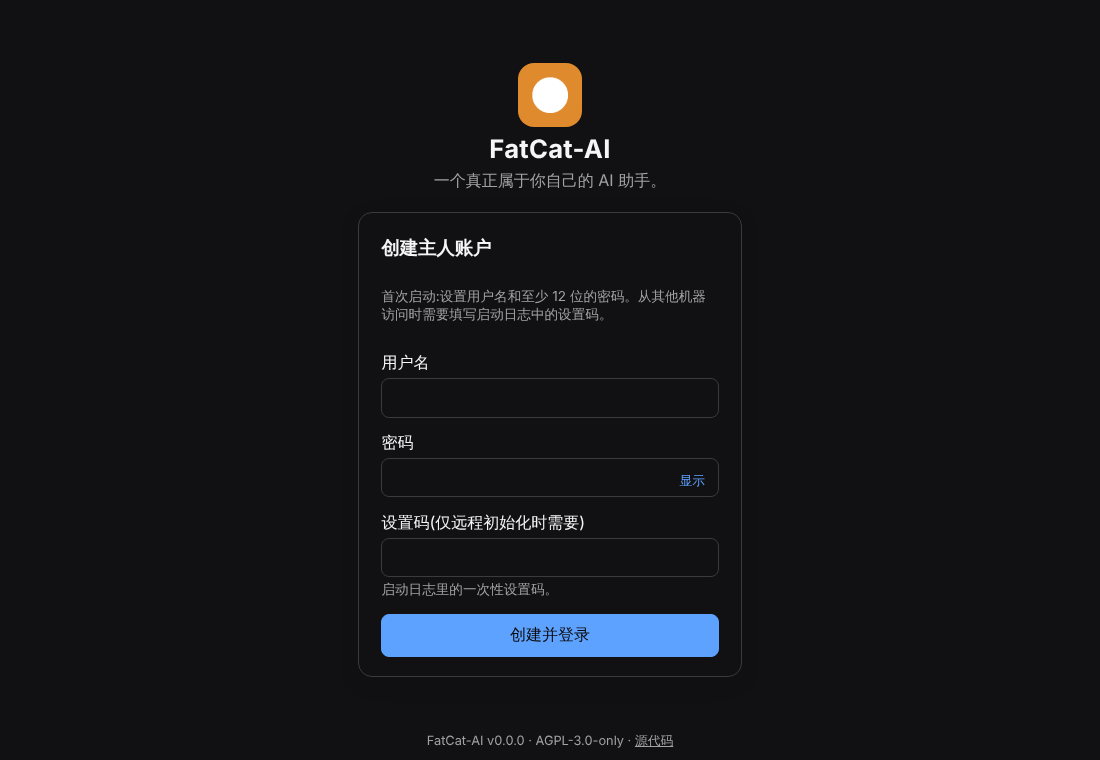 FatCat-AI
一个真正属于你自己的 AI 助手。
创建主人账户
首次启动:设置用户名和至少 12 位的密码。从其他机器
访问时需要填写启动日志中的设置码。
用户名
密码
显示
设置码(仅远程初始化时需要)
启动日志里的一次性设置码。
创建并登录
FatCat-AI v0.0.0 · AGPL-3.0-only · 源代码